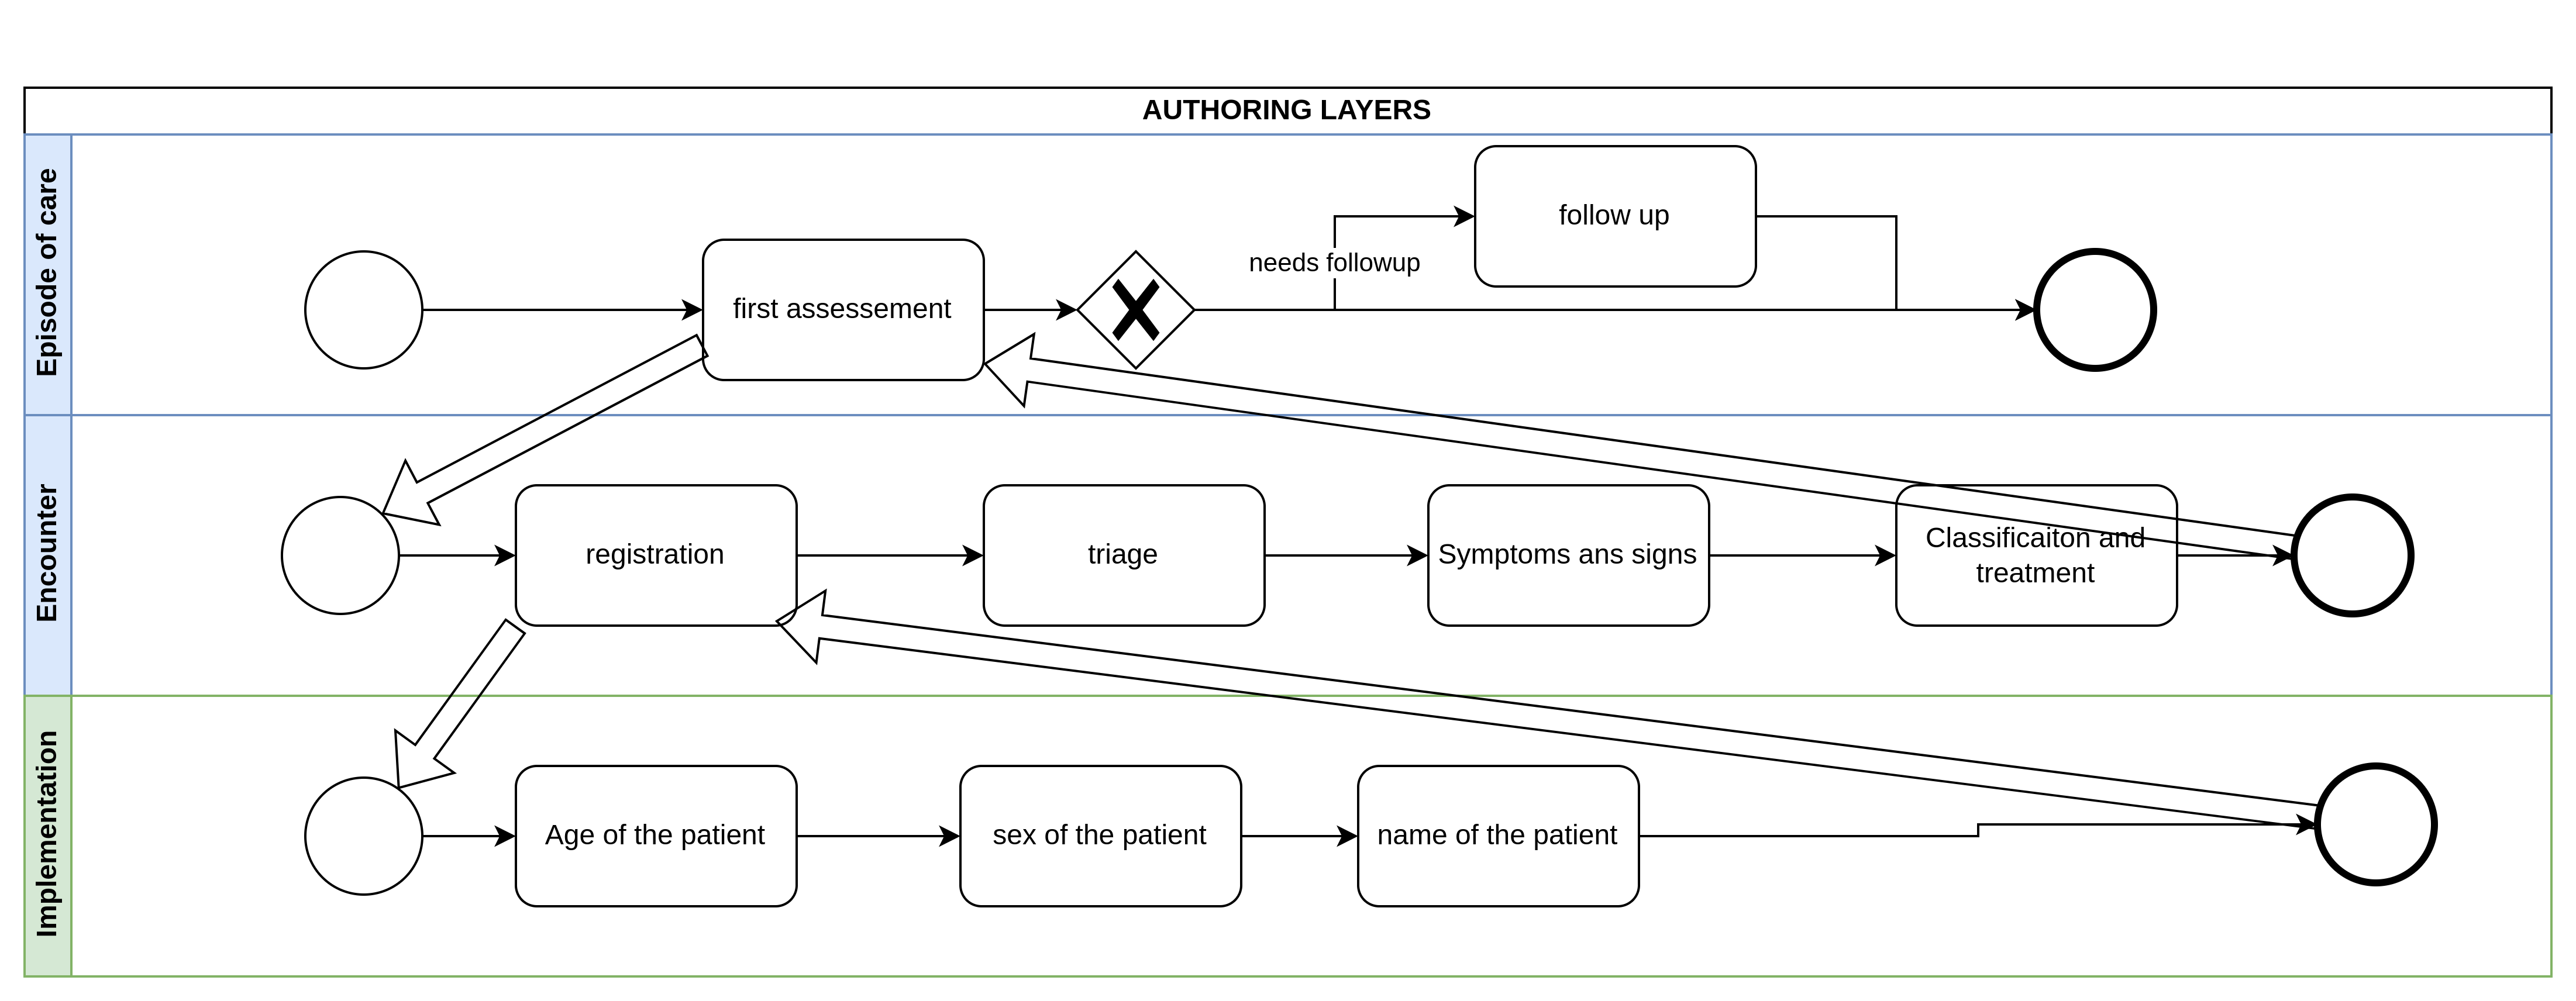 AUTHORING LAYERS
Episode of care
follow up
needs followup
first assessement
Encounter
registration
triage
Symptoms ans signs
Classificaiton and
treatment
Implementation
Age of the patient
sex of the patient
name of the patient